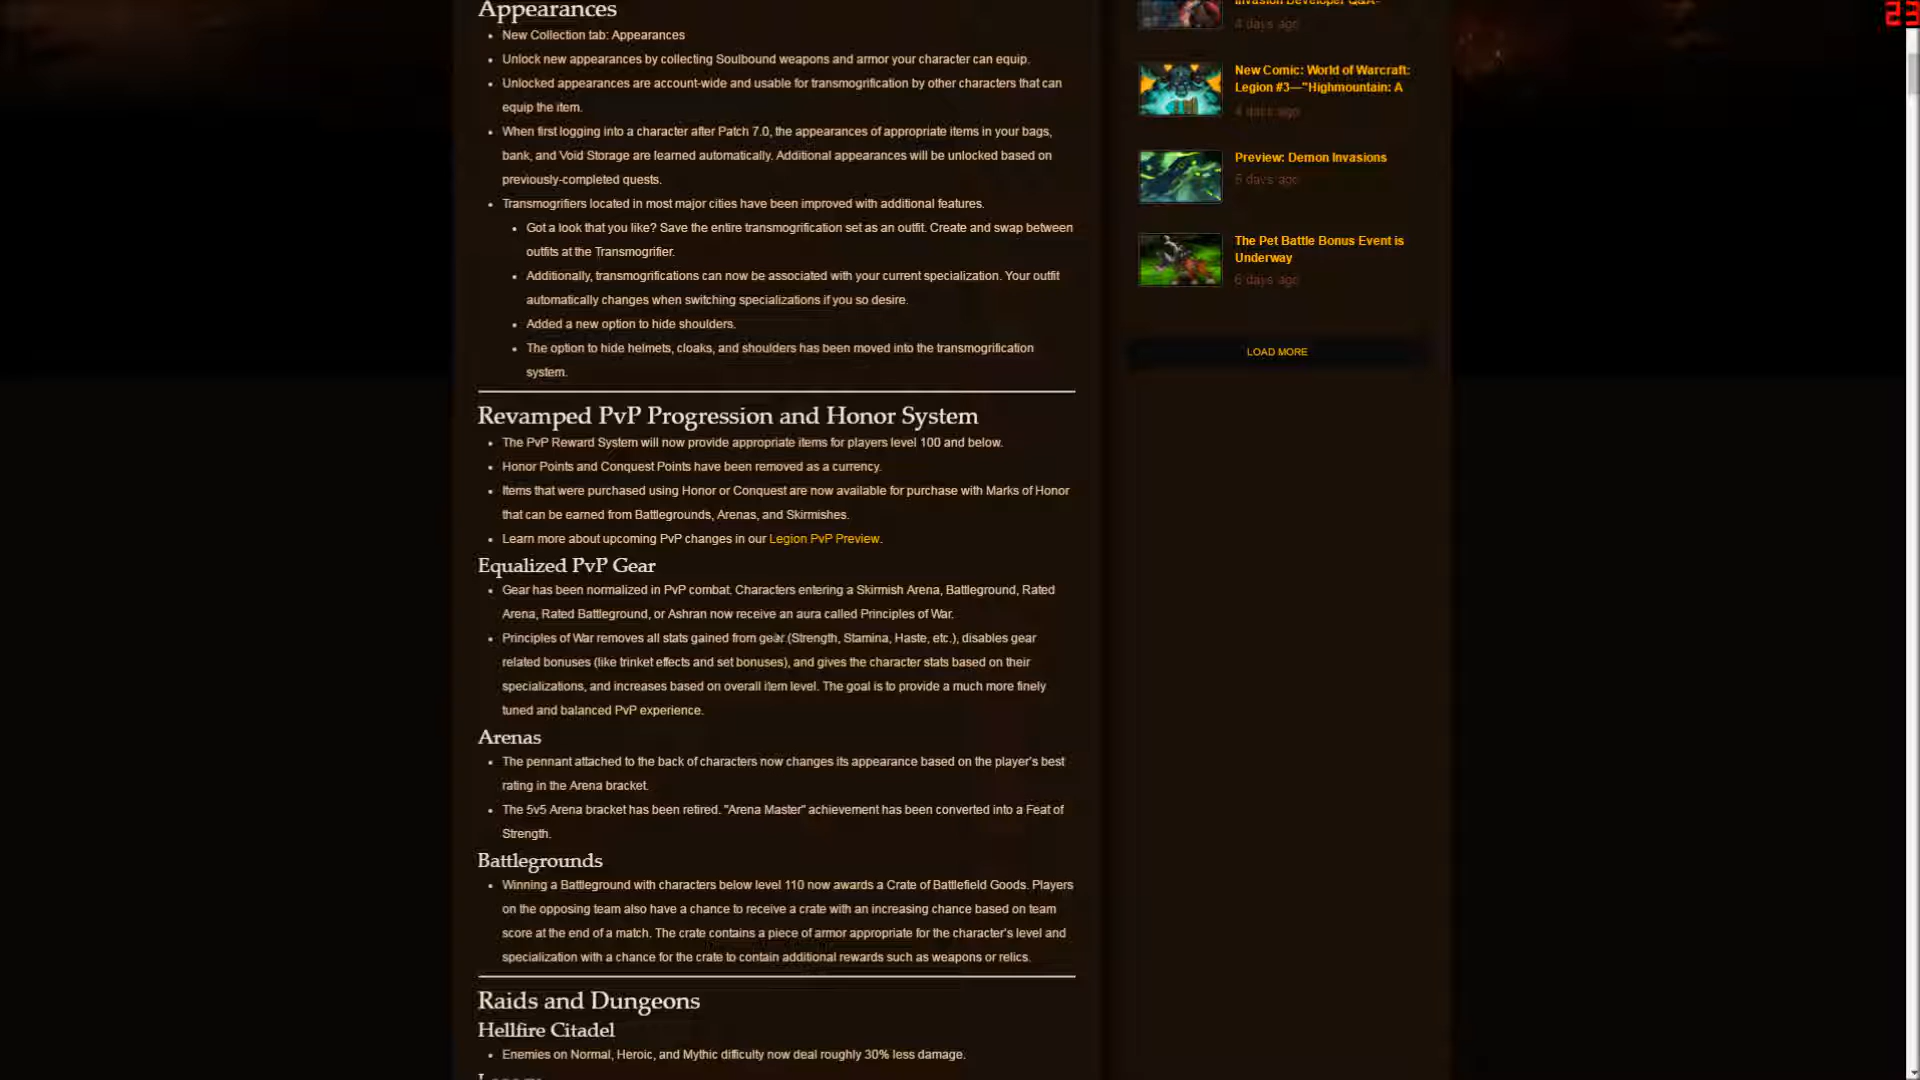 Appearances
New Collection tab: Appearances
Unlock new appearances by collecting Soulbound weapons and armor your character can equip.
Unlocked appearances are account-wide and usable for transmogrification by other characters that can
equip the item.
When first logging into a character after Patch 7.0, the appearances of appropriate items in your bags,
bank, and Void Storage are learned automatically. Additional appearances will be unlocked based on
previously-completed quests.
Transmogrifiers located in most major cities have been improved with additional features.
Got a look that you like? Save the entire transmogrification set as an outfit. Create and swap between
outfits at the Transmogrifier.
Additionally, transmogrifications can now be associated with your current specialization. Your outfit
automatically changes when switching specializations if you so desire.
Added a new option to hide shoulders.
The option to hide helmets, cloaks, and shoulders has been moved into the transmogrification
system.
Revamped PvP Progression and Honor System
The PvP Reward System will now provide appropriate items for players level 100 and below.
Honor Points and Conquest Points have been removed as a currency.
Items that were purchased using Honor or Conquest are now available for purchase with Marks of Honor
that can be earned from Battlegrounds, Arenas, and Skirmishes.
Learn more about upcoming PvP changes in our Legion PvP Preview.
Equalized PvP Gear
Gear has been normalized in PvP combat. Characters entering a Skirmish Arena, Battleground, Rated
Arena, Rated Battleground, or Ashran now receive an aura called Principles of War.
Principles of War removes all stats gained from gear (Strength, Stamina, Haste, etc.), disables gear
related bonuses (like trinket effects and set bonuses), and gives the character stats based on their
specializations, and increases based on overall item level. The goal is to provide a much more finely
tuned and balanced PvP experience.
Arenas
The pennant attached to the back of characters now changes its appearance based on the player's best
rating in the Arena bracket.
The 5v5 Arena bracket has been retired. "Arena Master" achievement has been converted into a Feat of
Strength.
Battlegrounds
Winning a Battleground with characters below level 110 now awards a Crate of Battlefield Goods. Players
on the opposing team also have a chance to receive a crate with an increasing chance based on team
score at the end of a match. The crate contains a piece of armor appropriate for the character's level and
specialization with a chance for the crate to contain additional rewards such as weapons or relics.
Raids and Dungeons
Hellfire Citadel
Enemies on Normal, Heroic, and Mythic difficulty now deal roughly 30% less damage.
Invasion Developer Q&A-
4 days ago
New Comic: World of Warcraft:
Legion #3—"Highmountain: A
4 days ago
Preview: Demon Invasions
5 days ago
The Pet Battle Bonus Event is
Underway
6 days ago
LOAD MORE
23